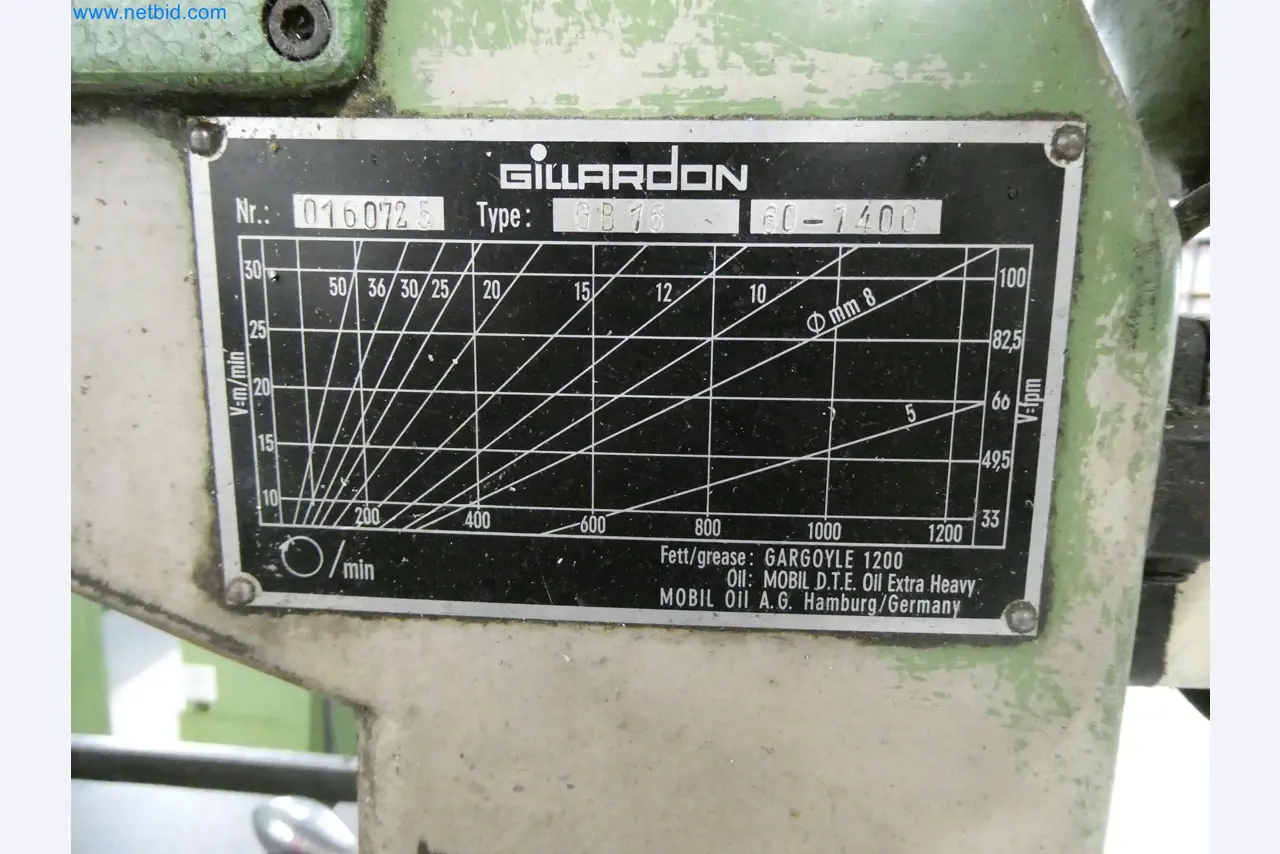 www.netbid.com
GILLARDON
Nr.: 0160725 Type: GB 16 60-1400
30 50 36 30 25 20 15 12 10 Ø mm 8 100
25 82,5
V=m/min 20 5 66 V=fpm
15 49,5
10 200 400 600 800 1000 1200 33
/min
Fett/grease: GARGOYLE 1200
Oil: MOBIL D.T.E. Oil Extra Heavy
MOBIL Oil A.G. Hamburg/Germany